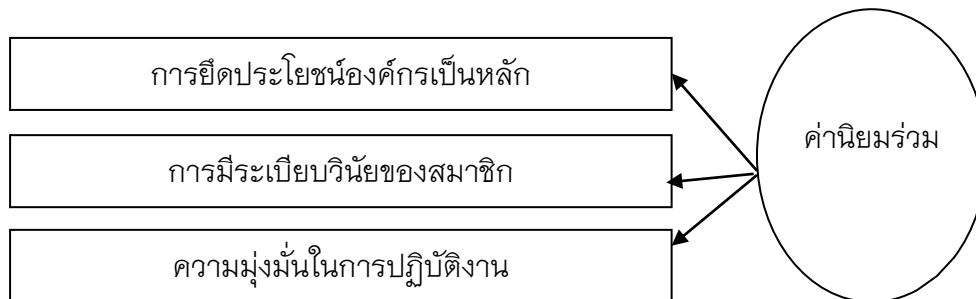 การยึดประโยชน์องค์กรเป็นหลัก
ค่านิยมร่วม
การมีระเบียบวินัยของสมาชิก
ความมุ่งมั่นในการปฏิบัติงาน